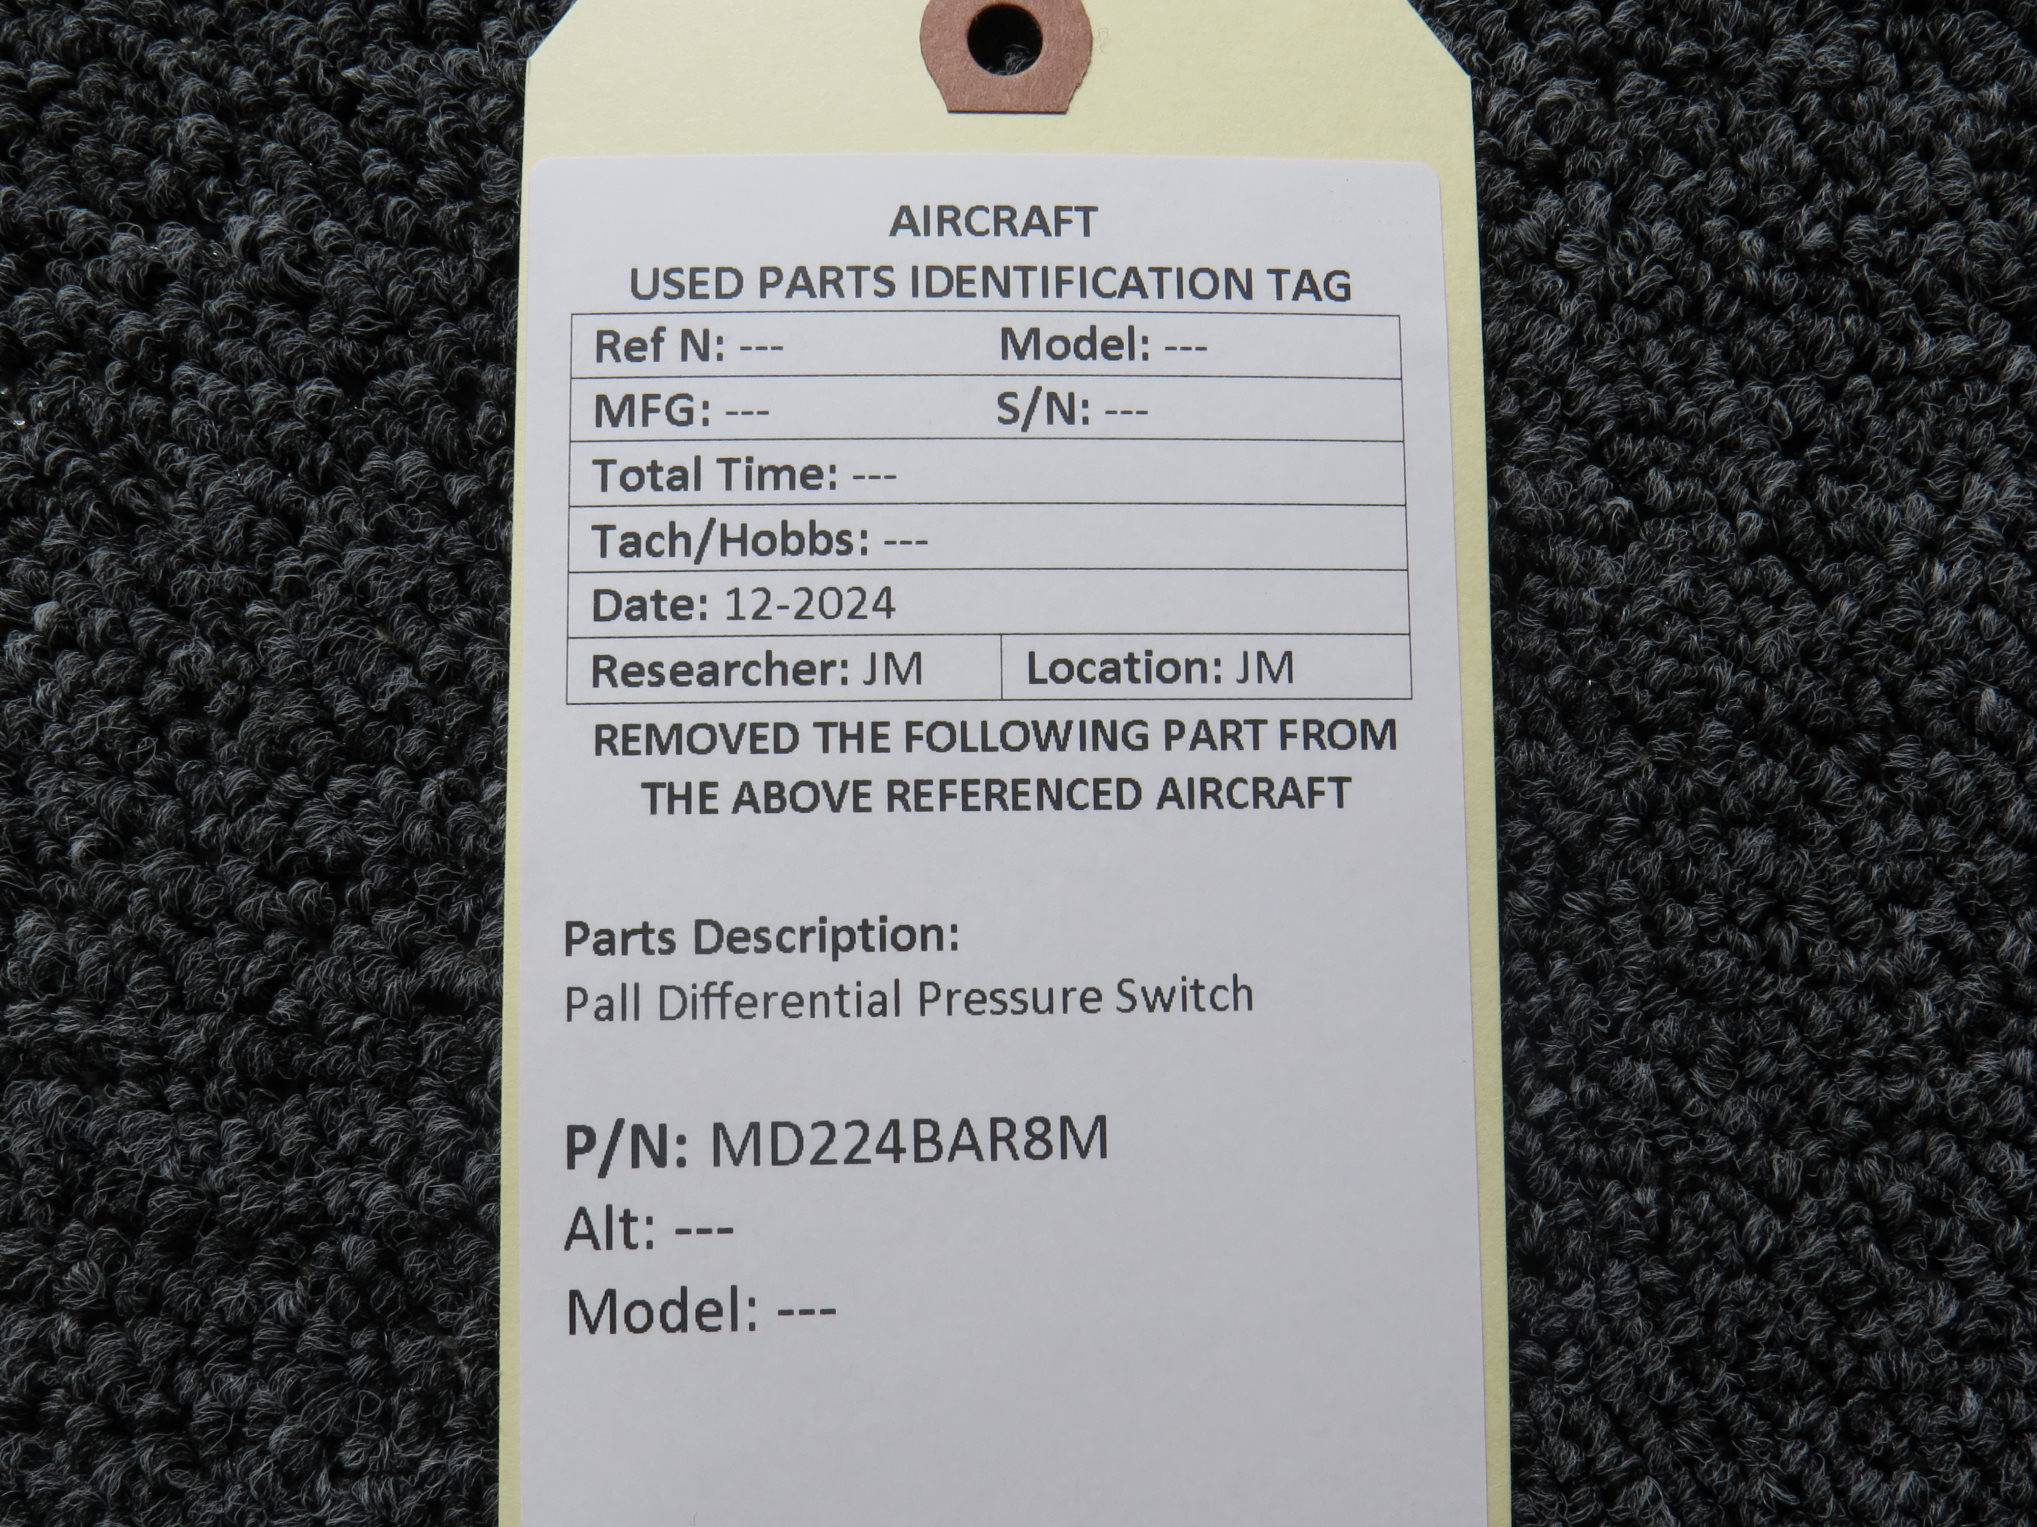 AIRCRAFT
USED PARTS IDENTIFICATION TAG
Ref N: --- Model: ---
MFG: --- S/N: ---
Total Time: ---
Tach/Hobbs: ---
Date: 12-2024
Researcher: JM Location: JM
REMOVED THE FOLLOWING PART FROM
THE ABOVE REFERENCED AIRCRAFT
Parts Description:
Pall Differential Pressure Switch
P/N: MD224BAR8M
Alt: ---
Model: ---